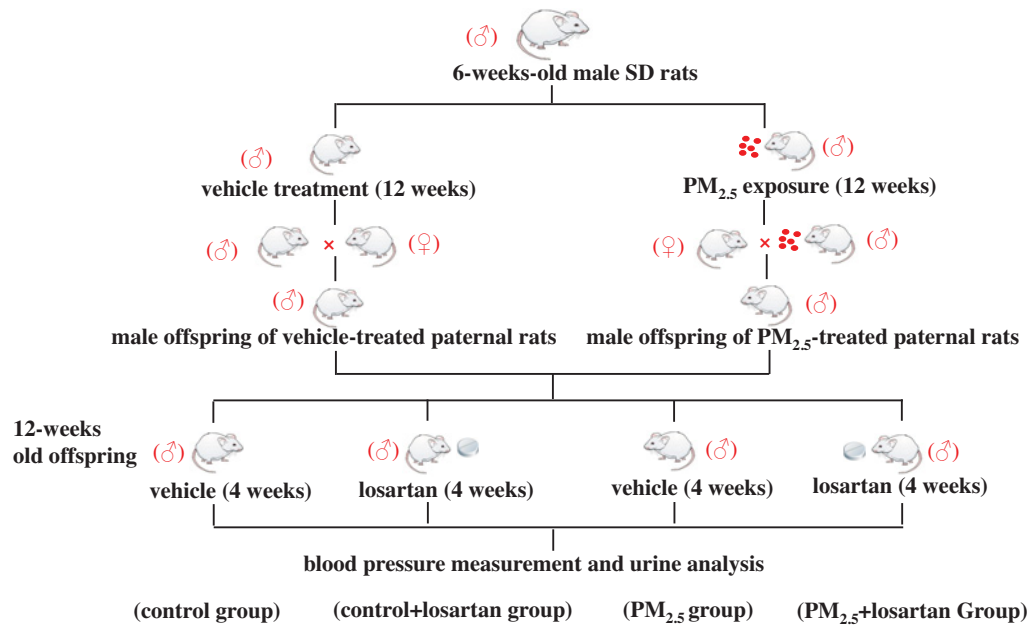 (♂)
6-weeks-old male SD rats
(♂)
(♂)
vehicle treatment (12 weeks)
PM2.5 exposure (12 weeks)
(♂) × (♀)
(♀) × (♂)
(♂)
(♂)
male offspring of vehicle-treated paternal rats
male offspring of PM2.5-treated paternal rats
12-weeks
old offspring
(♂)
(♂)
(♂)
(♂)
vehicle (4 weeks)
losartan (4 weeks)
vehicle (4 weeks)
losartan (4 weeks)
blood pressure measurement and urine analysis
(control group)
(control+losartan group)
(PM2.5 group)
(PM2.5+losartan Group)